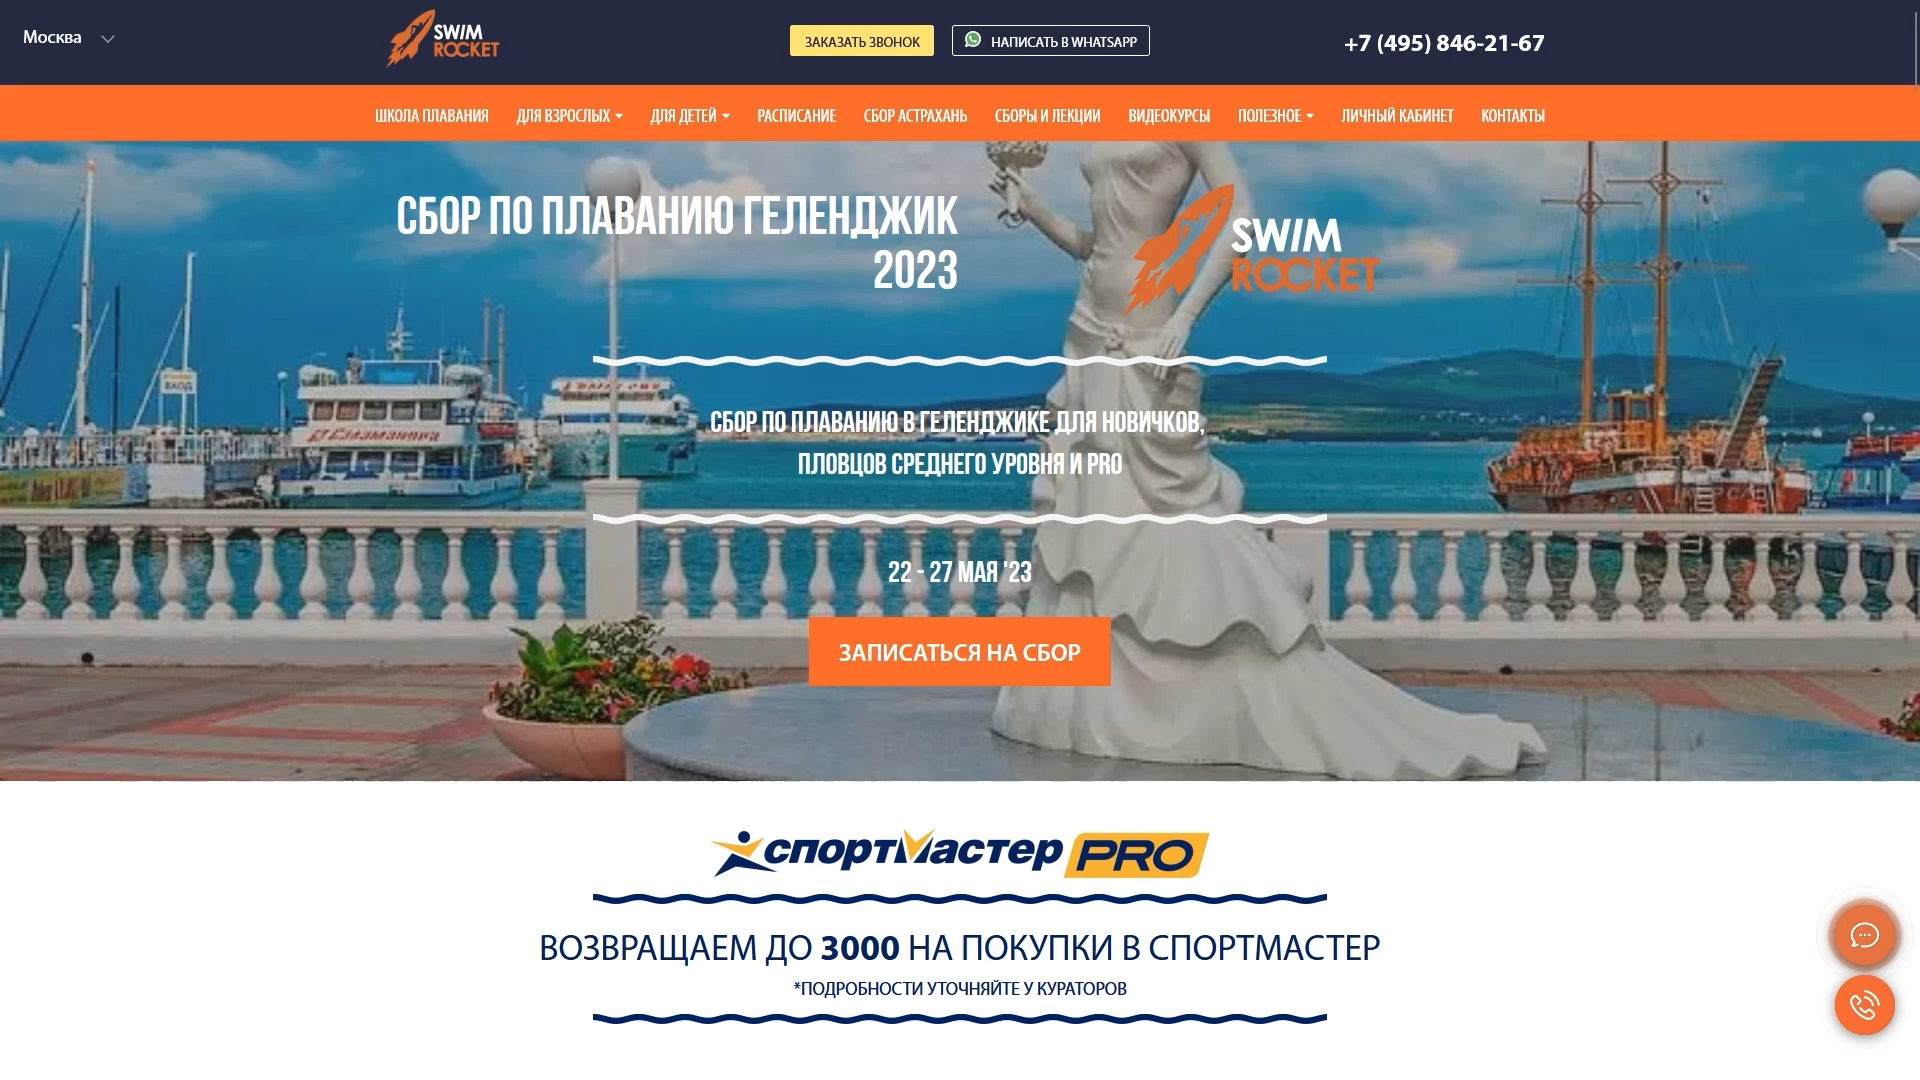 Москва
SWIM
ROCKET
ЗАКАЗАТЬ ЗВОНОК
НАПИСАТЬ В WHATSAPP
+7 (495) 846-21-67
ШКОЛА ПЛАВАНИЯ
ДЛЯ ВЗРОСЛЫХ
ДЛЯ ДЕТЕЙ
РАСПИСАНИЕ
СБОР АСТРАХАНЬ
СБОРЫ И ЛЕКЦИИ
ВИДЕОКУРСЫ
ПОЛЕЗНОЕ
ЛИЧНЫЙ КАБИНЕТ
КОНТАКТЫ
СБОР ПО ПЛАВАНИЮ ГЕЛЕНДЖИК
2023
SWIM
ROCKET
ВХОД
СБОР ПО ПЛАВАНИЮ В ГЕЛЕНДЖИКЕ ДЛЯ НОВИЧКОВ,
ПЛОВЦОВ СРЕДНЕГО УРОВНЯ И PRO
22 - 27 МАЯ '23
ЗАПИСАТЬСЯ НА СБОР
спортмастер PRO
ВОЗВРАЩАЕМ ДО 3000 НА ПОКУПКИ В СПОРТМАСТЕР
*ПОДРОБНОСТИ УТОЧНЯЙТЕ У КУРАТОРОВ